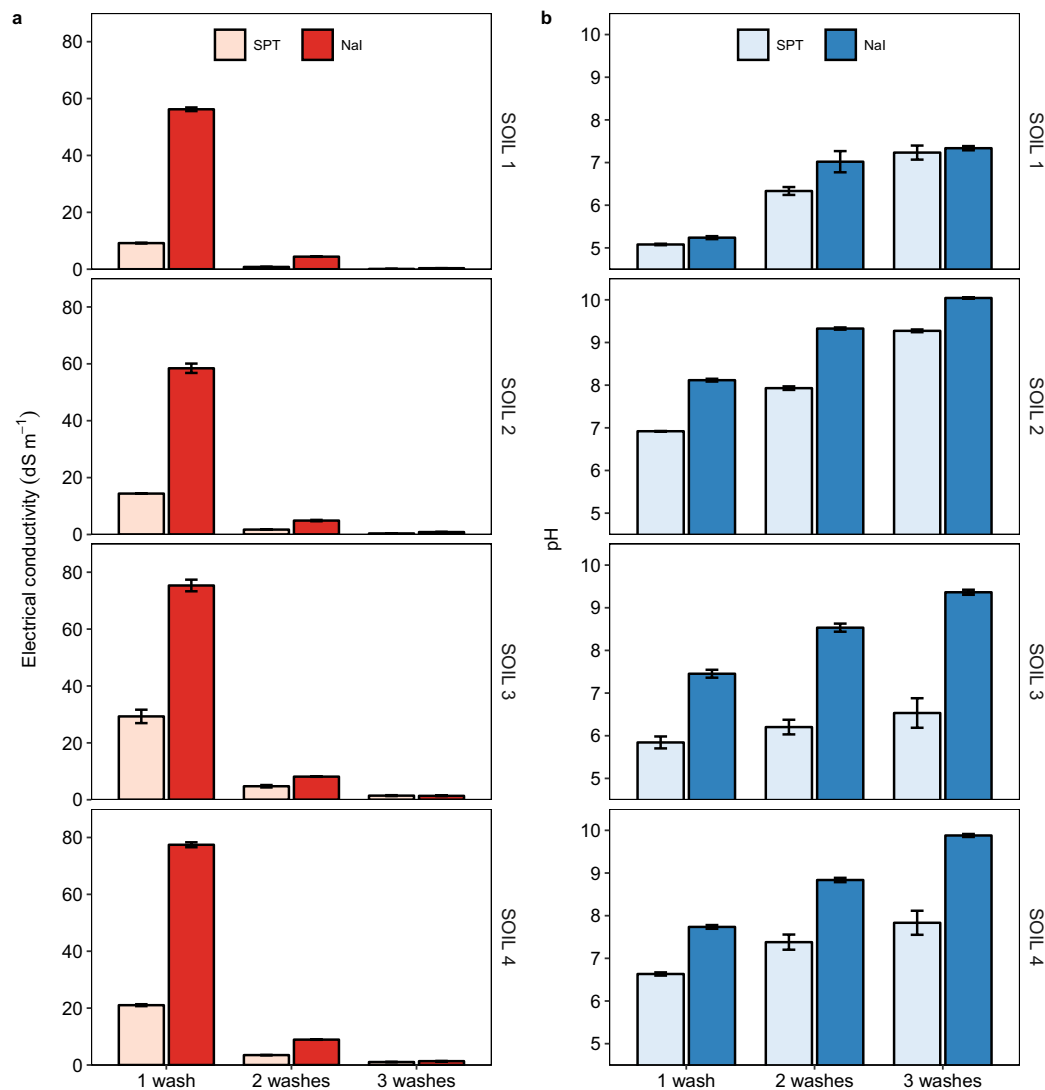 a
SPT NaI
80
60
40
20
0
SOIL 1
80
60
40
20
0
SOIL 2
80
60
40
20
0
SOIL 3
80
60
40
20
0
SOIL 4
1 wash 2 washes 3 washes
Electrical conductivity (dS m⁻¹)
b
SPT NaI
10
9
8
7
6
5
SOIL 1
10
9
8
7
6
5
SOIL 2
10
9
8
7
6
5
SOIL 3
10
9
8
7
6
5
SOIL 4
1 wash 2 washes 3 washes
pH